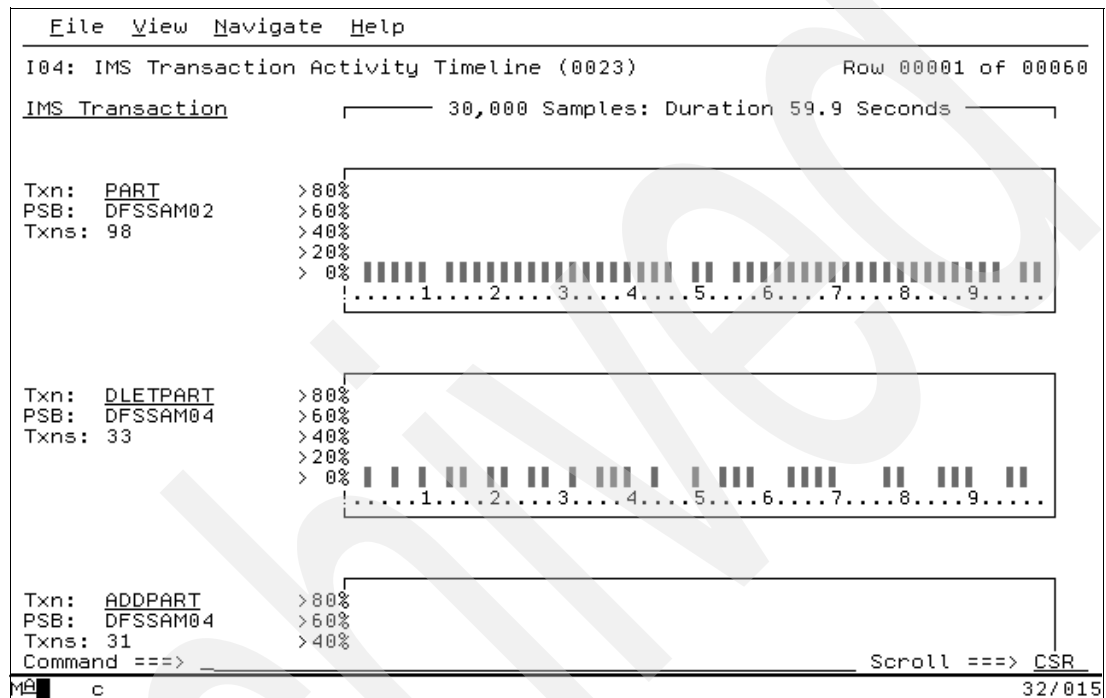 File View Navigate Help
I04: IMS Transaction Activity Timeline (0023) Row 00001 of 00060
IMS Transaction 30,000 Samples: Duration 59.9 Seconds
Txn: PART >80%
PSB: DFSSAM02 >60%
Txns: 98 >40%
>20%
> 0%
:.....1....2....3....4....5....6....7....8....9.....
Txn: DLETPART >80%
PSB: DFSSAM04 >60%
Txns: 33 >40%
>20%
> 0%
:.....1....2....3....4....5....6....7....8....9.....
Txn: ADDPART >80%
PSB: DFSSAM04 >60%
Txns: 31 >40%
Command ===> _ Scroll ===> CSR
MA c 32/015